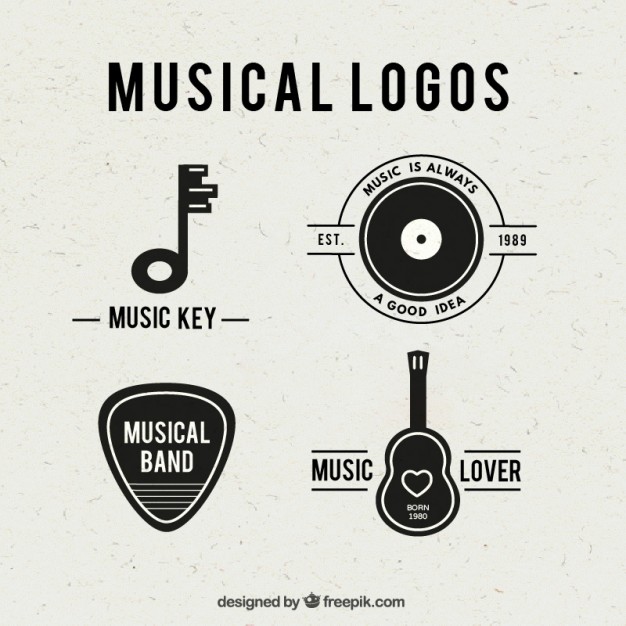 MUSICAL LOGOS
MUSIC KEY
MUSIC IS ALWAYS
EST. 1989
A GOOD IDEA
MUSICAL
BAND
MUSIC LOVER
BORN
1980
designed by freepik.com